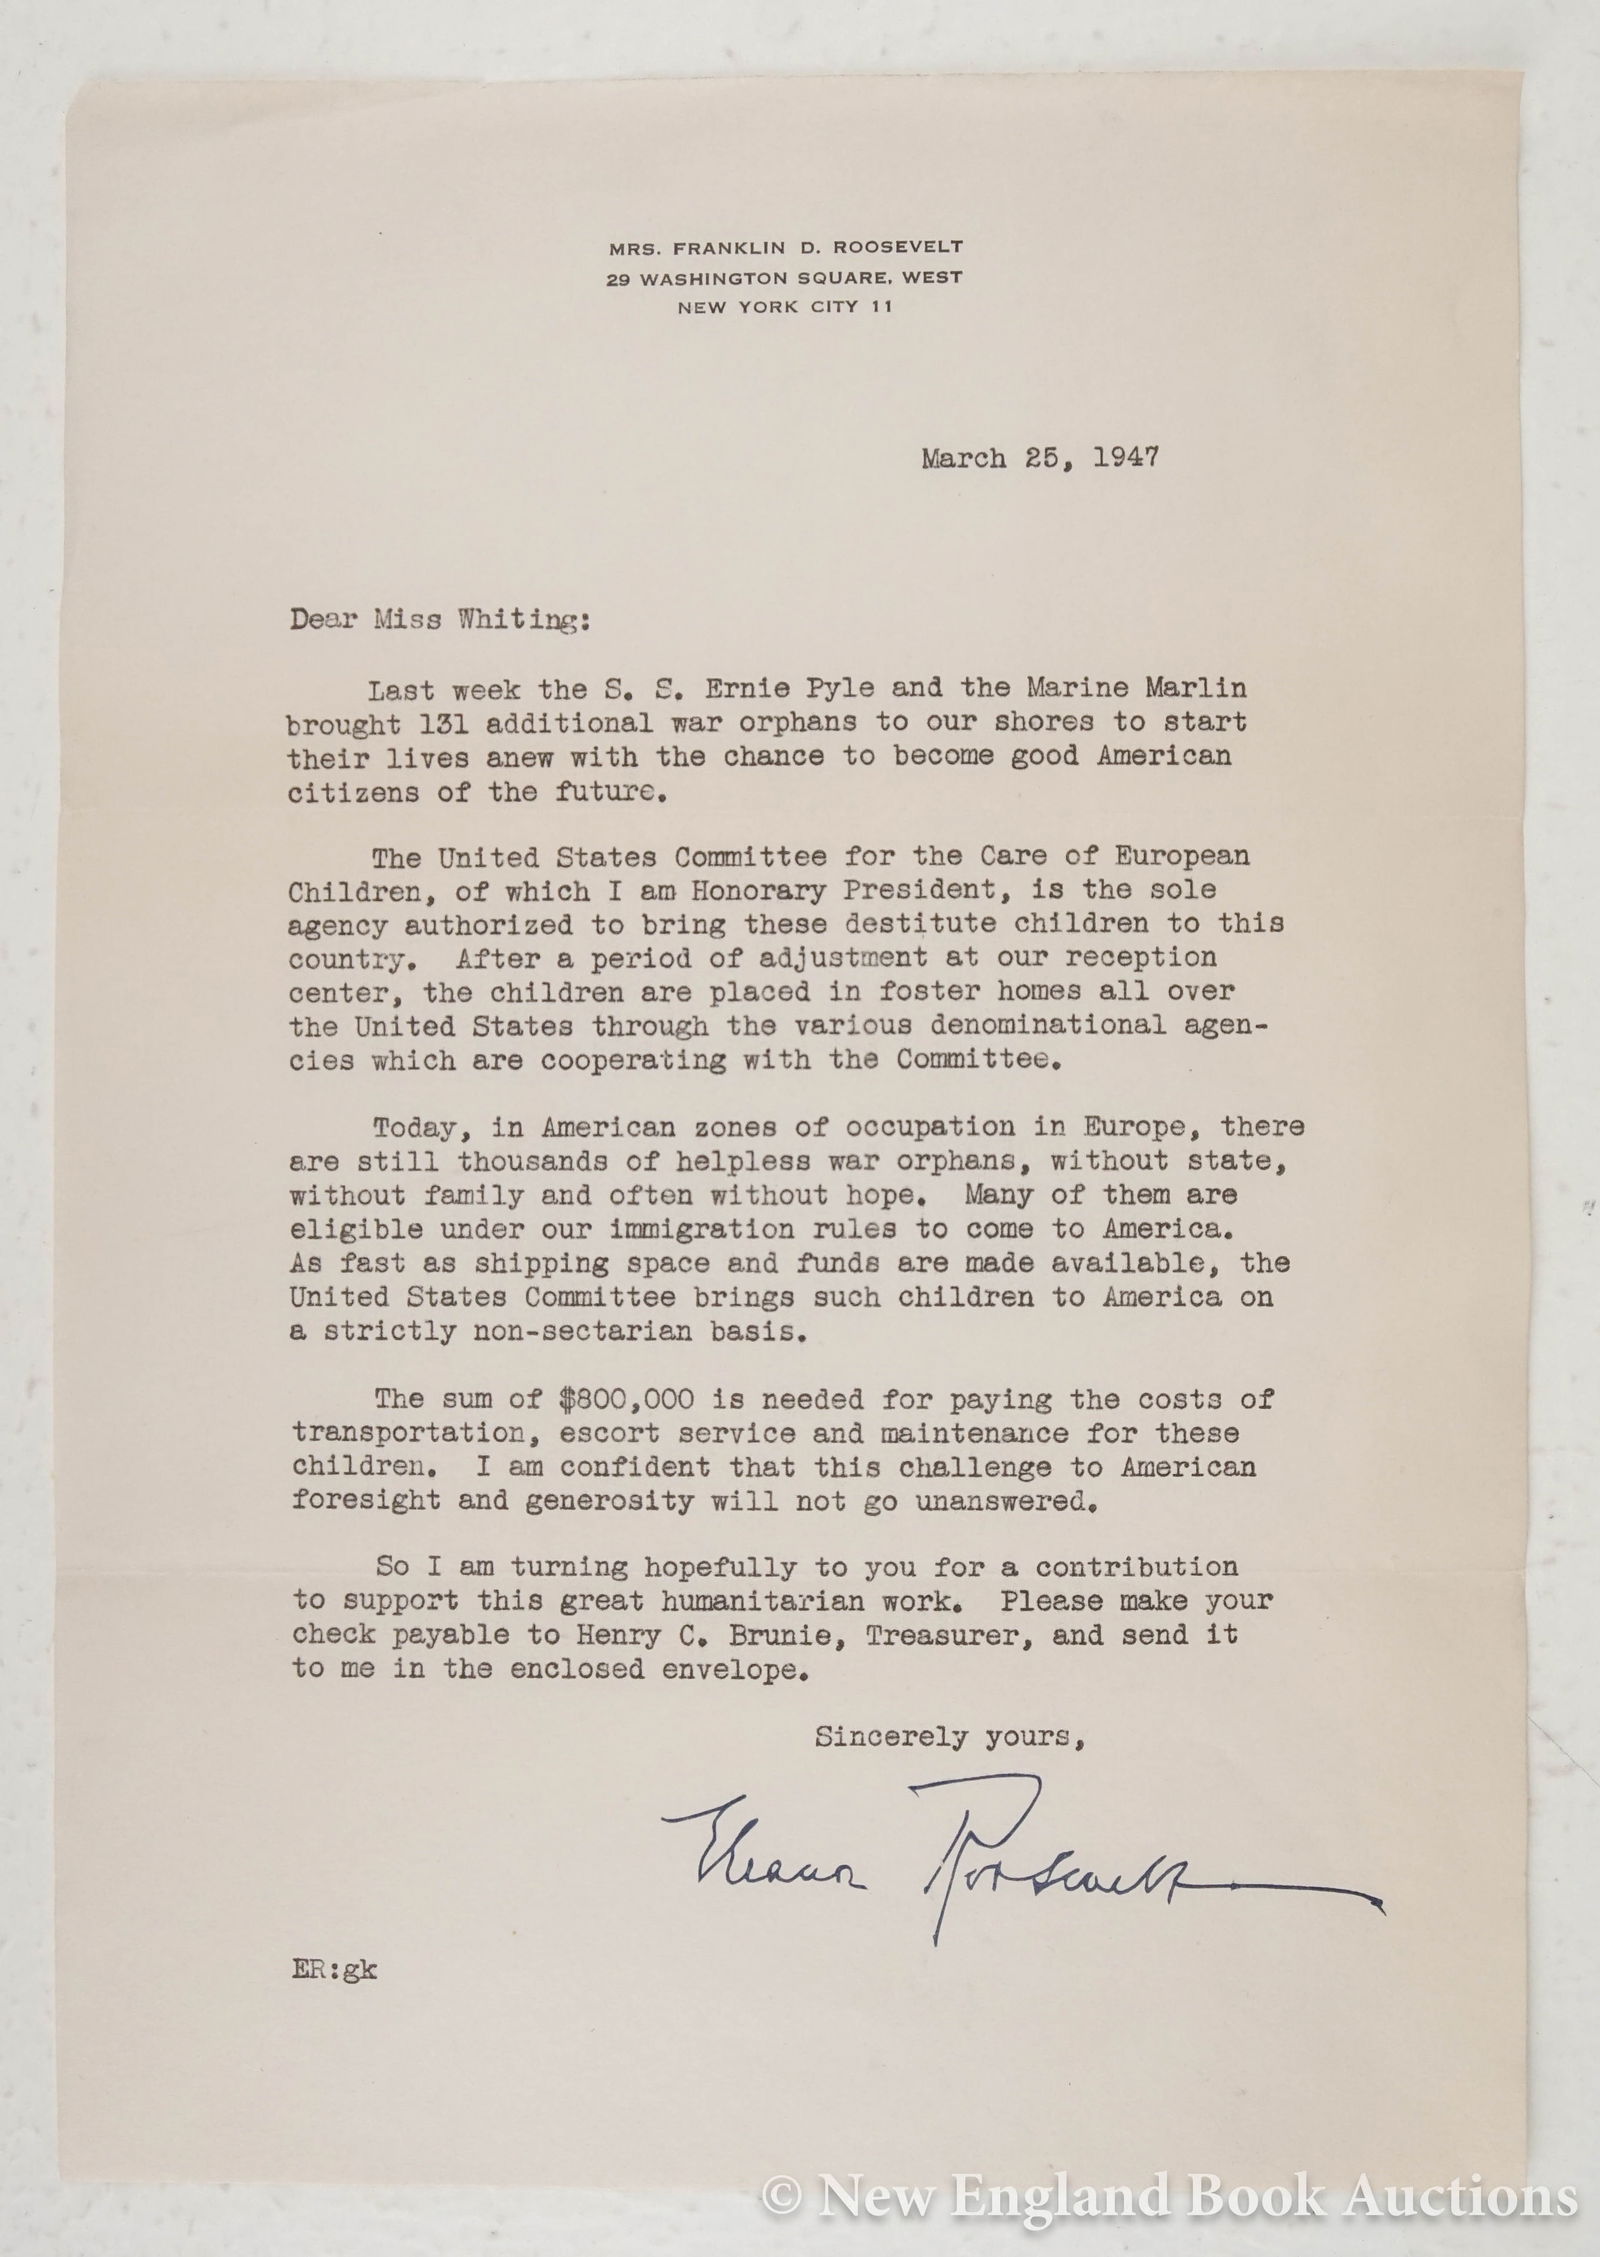 MRS. FRANKLIN D. ROOSEVELT
29 WASHINGTON SQUARE, WEST
NEW YORK CITY 11
March 25, 1947
Dear Miss Whiting:
Last week the S. S. Ernie Pyle and the Marine Marlin
brought 131 additional war orphans to our shores to start
their lives anew with the chance to become good American
citizens of the future.
The United States Committee for the Care of European
Children, of which I am Honorary President, is the sole
agency authorized to bring these destitute children to this
country. After a period of adjustment at our reception
center, the children are placed in foster homes all over
the United States through the various denominational agen-
cies which are cooperating with the Committee.
Today, in American zones of occupation in Europe, there
are still thousands of helpless war orphans, without state,
without family and often without hope. Many of them are
eligible under our immigration rules to come to America.
As fast as shipping space and funds are made available, the
United States Committee brings such children to America on
a strictly non-sectarian basis.
The sum of $800,000 is needed for paying the costs of
transportation, escort service and maintenance for these
children. I am confident that this challenge to American
foresight and generosity will not go unanswered.
So I am turning hopefully to you for a contribution
to support this great humanitarian work. Please make your
check payable to Henry C. Brunie, Treasurer, and send it
to me in the enclosed envelope.
Sincerely yours,
Eleanor Roosevelt
ER:gk
© New England Book Auctions